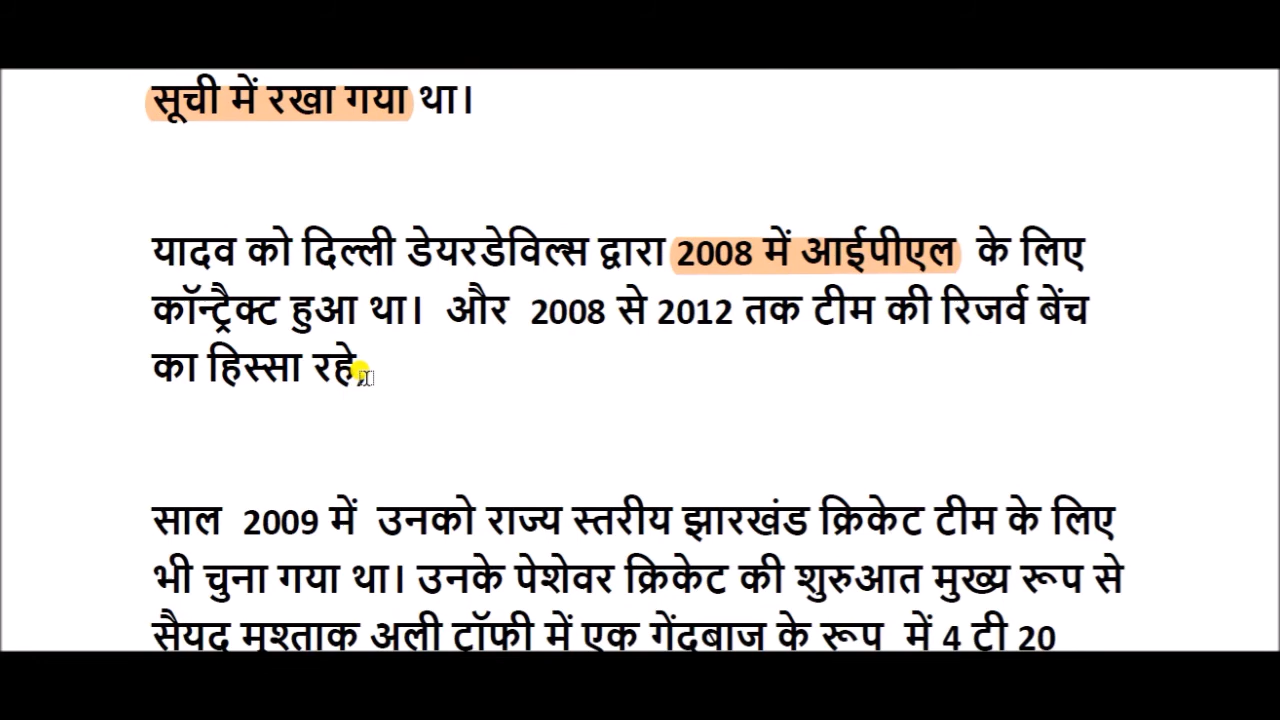 सूची में रखा गया था।
यादव को दिल्ली डेयरडेविल्स द्वारा 2008 में आईपीएल के लिए
कॉन्ट्रैक्ट हुआ था। और 2008 से 2012 तक टीम की रिजर्व बेंच
का हिस्सा रहे,
साल 2009 में उनको राज्य स्तरीय झारखंड क्रिकेट टीम के लिए
भी चुना गया था। उनके पेशेवर क्रिकेट की शुरुआत मुख्य रूप से
सैयद मुश्ताक अली टॉफी में एक गेंदबाज के रूप में 4 टी 20